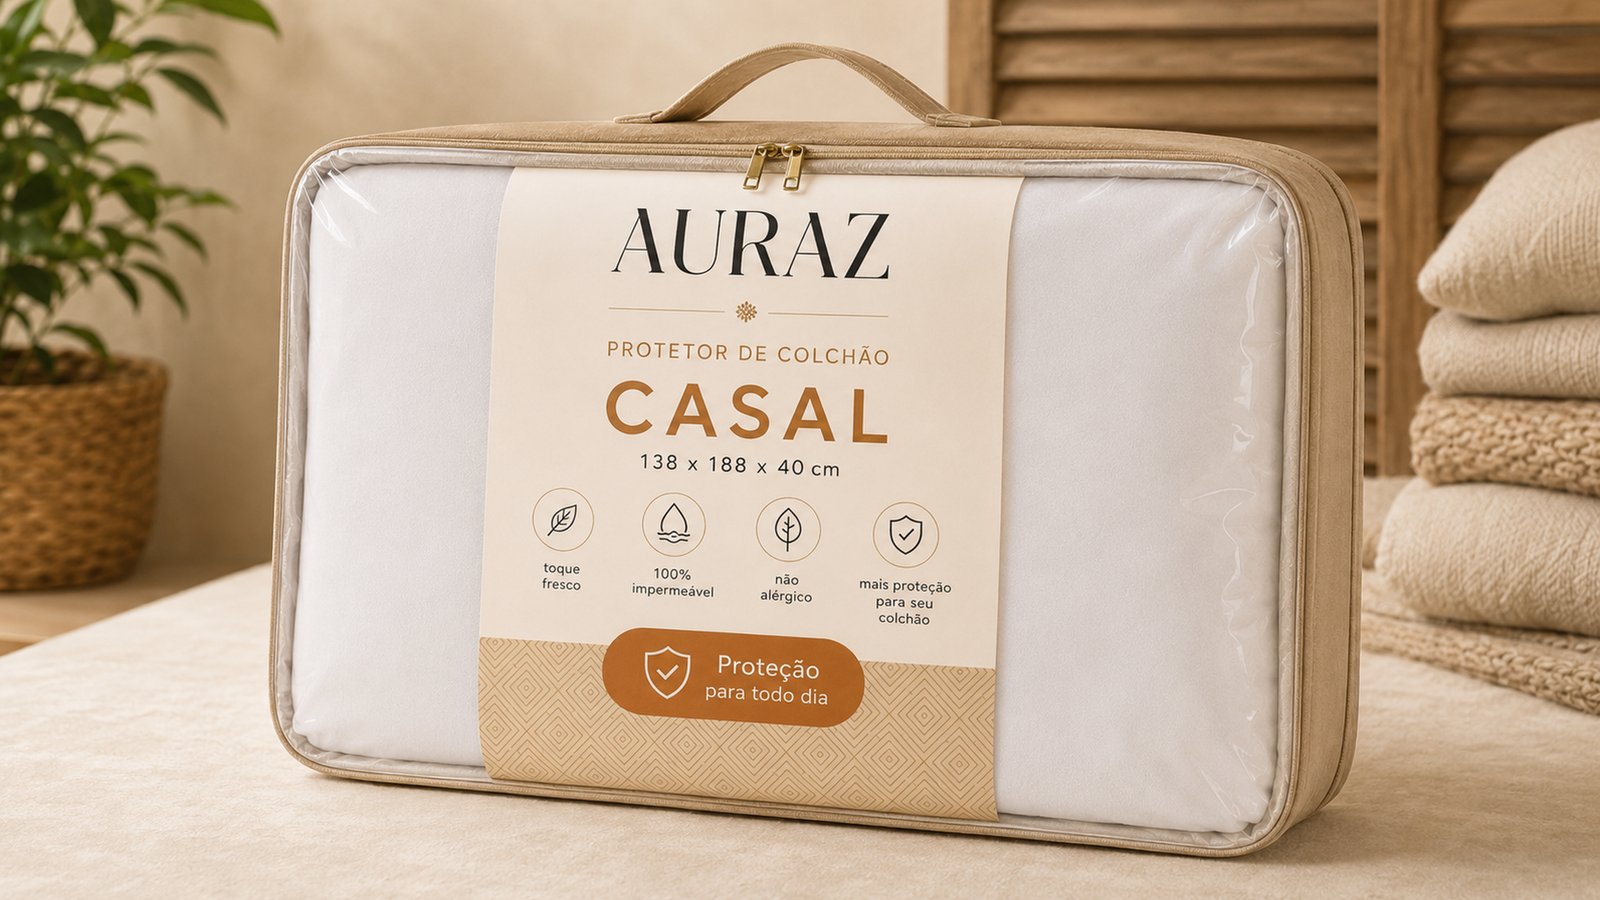 AURAZ
PROTETOR DE COLCHÃO
CASAL
138 x 188 x 40 cm
toque
fresco
100%
impermeável
não
alérgico
mais proteção
para seu
colchão
Proteção
para todo dia